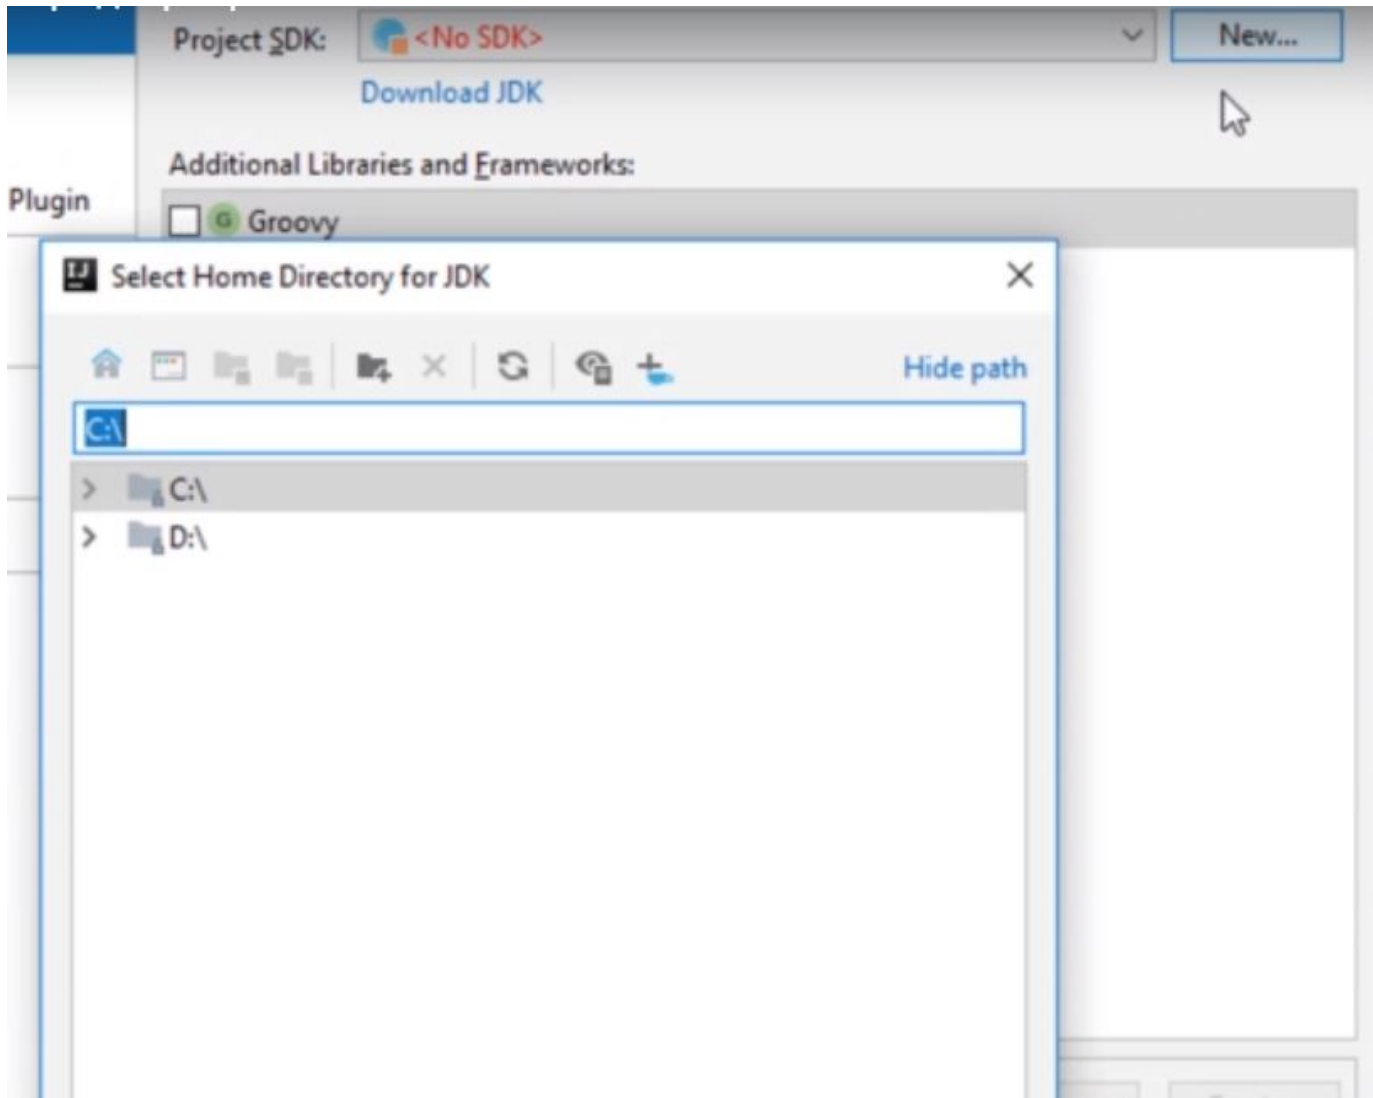 Project SDK: <No SDK> New...
Download JDK
Additional Libraries and Frameworks:
Plugin
G Groovy
IJ Select Home Directory for JDK
Hide path
C:\
C:\
D:\